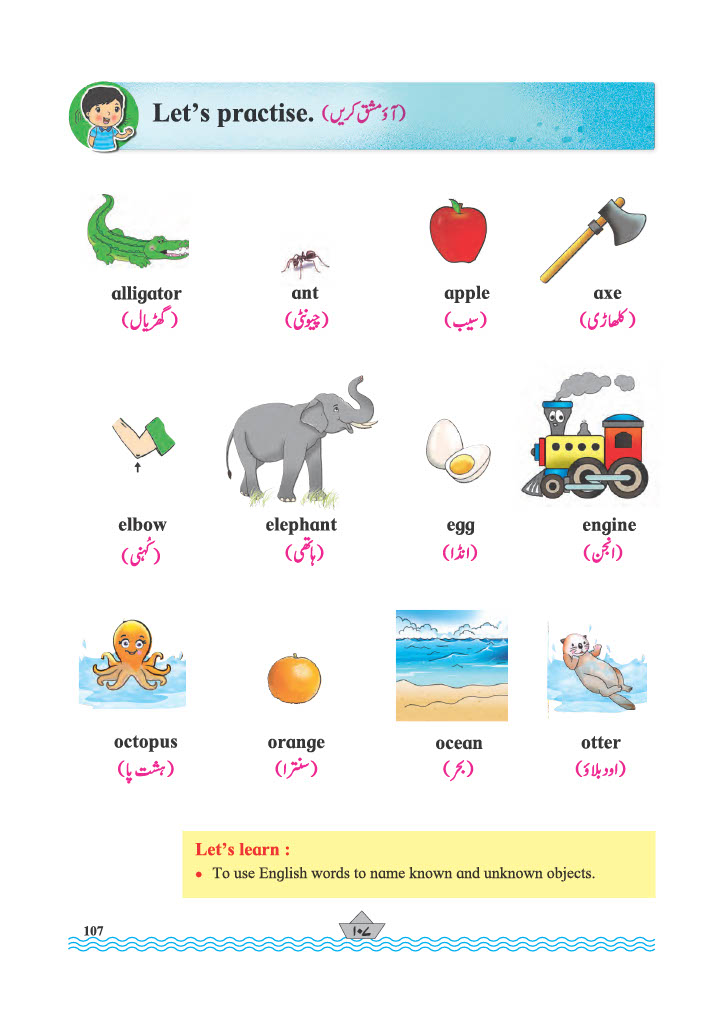 Let's practise. (آؤ مشق کریں)
alligator ant apple axe
(گھڑیال) (چیونٹی) (سیب) (کلھاڑی)
elbow elephant egg engine
(کُہنی) (ہاتھی) (انڈا) (انجن)
octopus orange ocean otter
(ہشت پا) (سنترا) (بحر) (اود بلاؤ)
Let's learn :
• To use English words to name known and unknown objects.
107 ۱۰۷